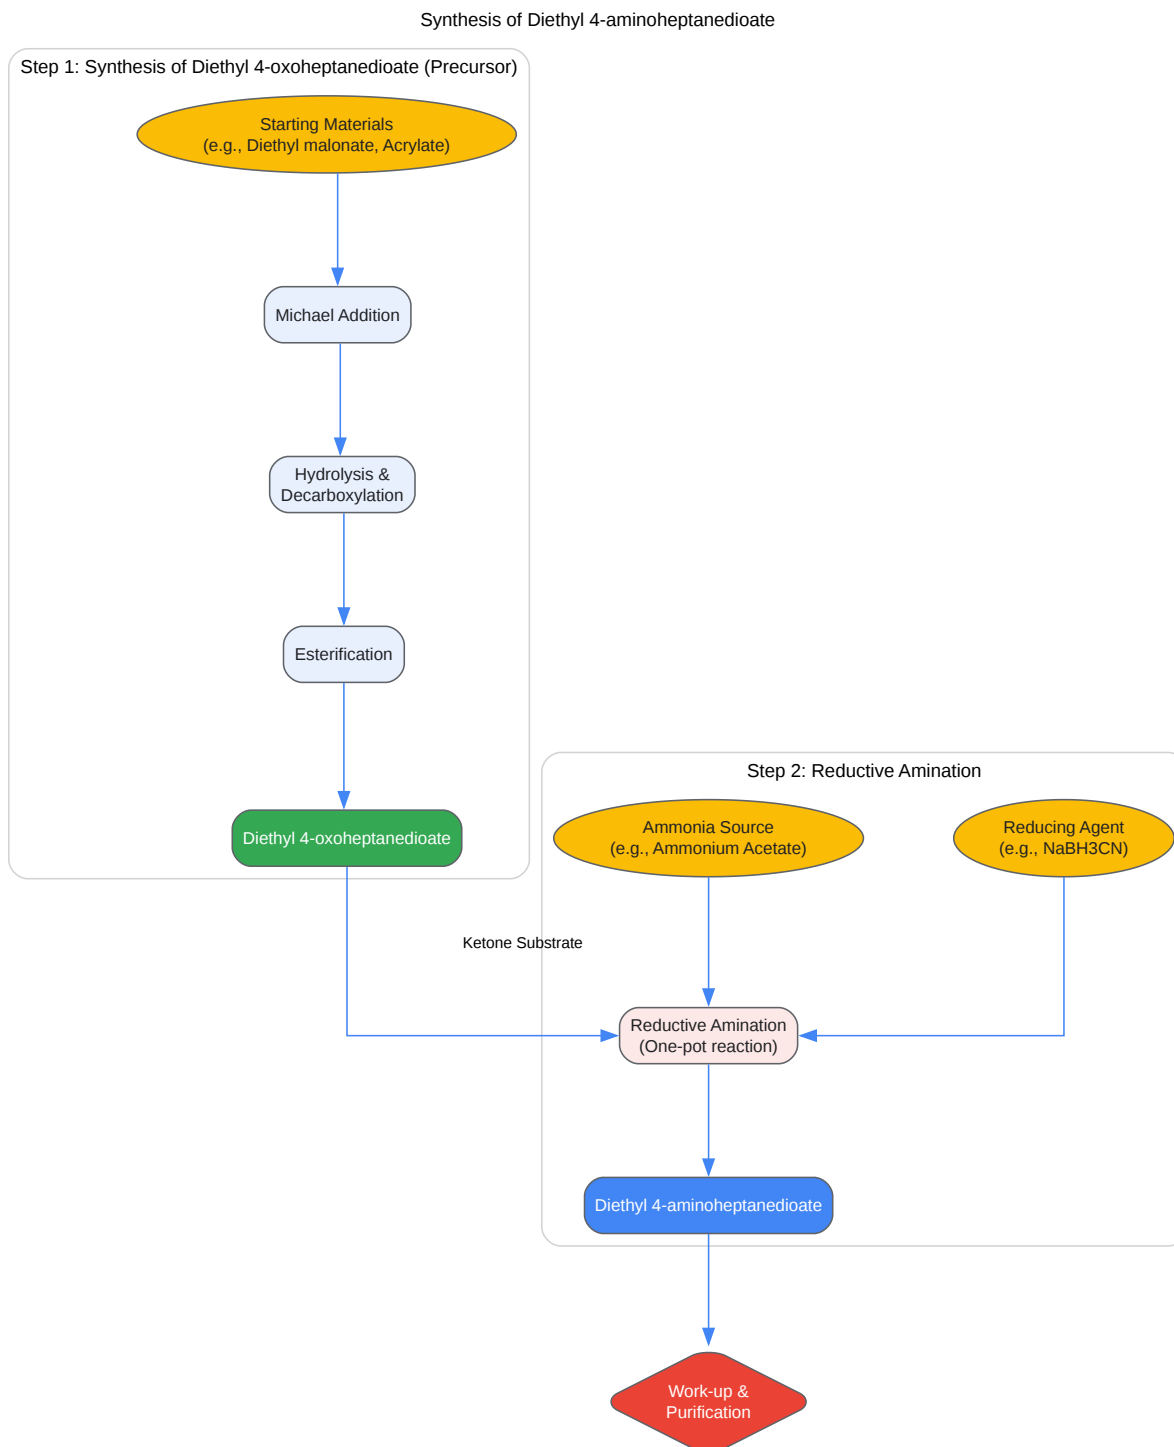 Synthesis of Diethyl 4-aminoheptanedioate
Step 1: Synthesis of Diethyl 4-oxoheptanedioate (Precursor)
Starting Materials
(e.g., Diethyl malonate, Acrylate)
Michael Addition
Hydrolysis &
Decarboxylation
Esterification
Diethyl 4-oxoheptanedioate
Step 2: Reductive Amination
Ammonia Source
(e.g., Ammonium Acetate)
Reducing Agent
(e.g., NaBH3CN)
Ketone Substrate
Reductive Amination
(One-pot reaction)
Diethyl 4-aminoheptanedioate
Work-up &
Purification